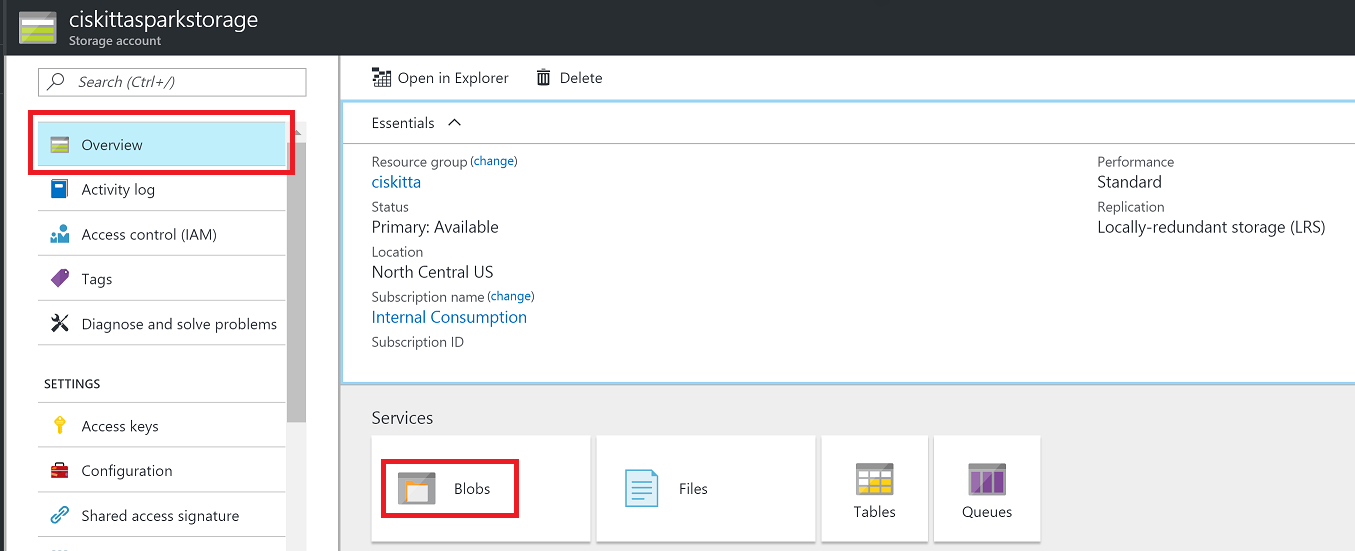 ciskittasparkstorage
Storage account
Search (Ctrl+/)
Overview
Activity log
Access control (IAM)
Tags
Diagnose and solve problems
SETTINGS
Access keys
Configuration
Shared access signature
Open in Explorer
Delete
Essentials
Resource group (change)
ciskitta
Status
Primary: Available
Location
North Central US
Subscription name (change)
Internal Consumption
Subscription ID
Performance
Standard
Replication
Locally-redundant storage (LRS)
Services
Blobs
Files
Tables
Queues